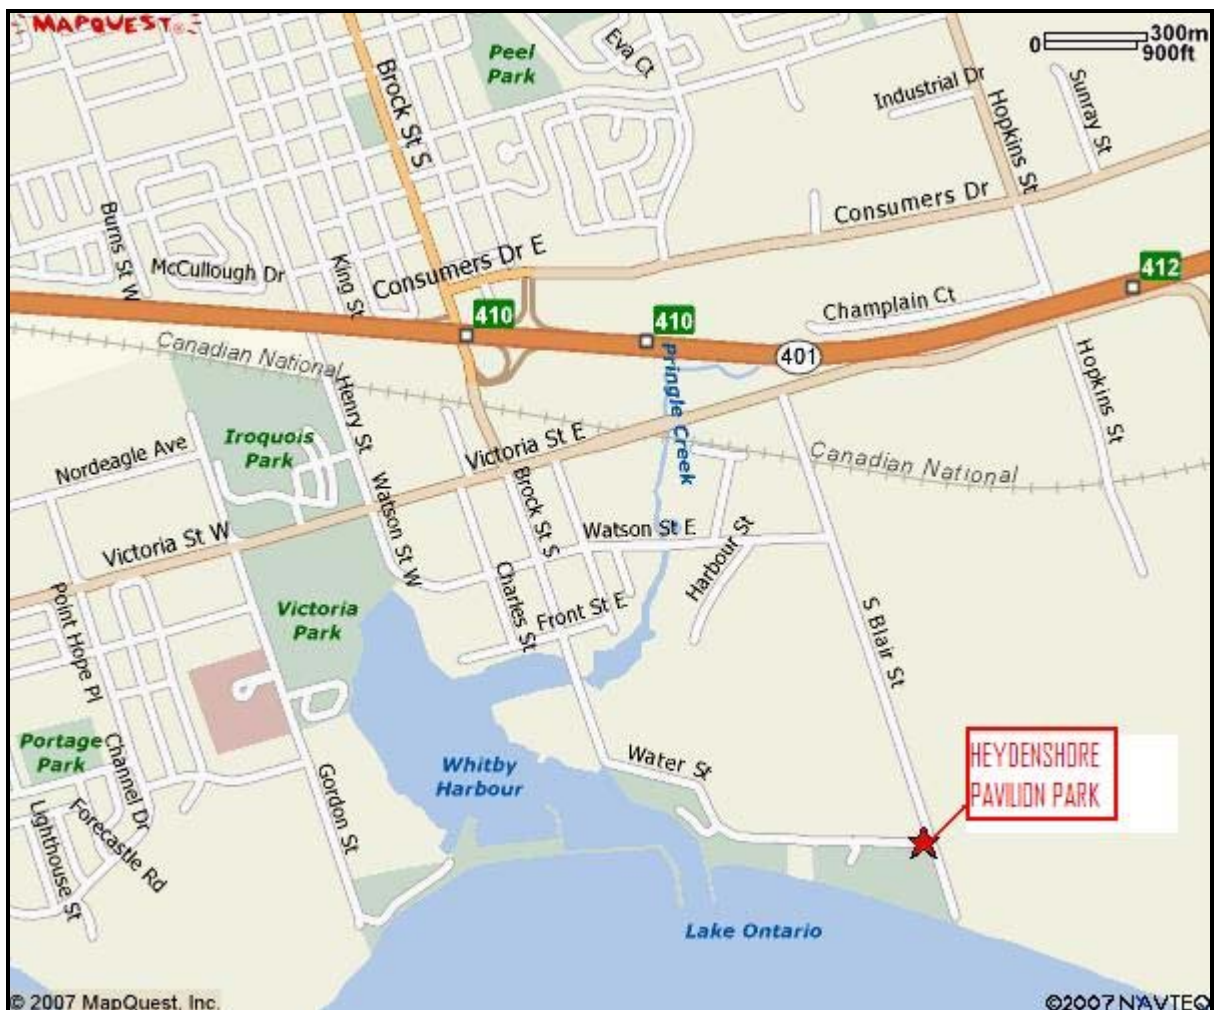 MAPQUEST
0 300m
900ft
Peel
Park
Eva Ct
Brock St S
Industrial Dr
Hopkins St
Sunray St
Burns St W
McCullough Dr
King St
Consumers Dr E
Consumers Dr
412
410
410
Champlain Ct
401
Canadian National
Pringle Creek
Henry St
Hopkins St
Nordeagle Ave
Iroquois
Park
Victoria St E
Canadian National
Watson St W
Brock St S
Victoria St W
Watson St E
Harbour St
Point Hope Pl
Victoria
Park
Charles St
Front St E
S Blair St
Portage
Park
Channel Dr
Whitby
Harbour
Water St
HEYDENSHORE
PAVILION PARK
Gordon St
Lighthouse St
Forecastle Rd
Lake Ontario
© 2007 MapQuest, Inc.
©2007 NAVTEQ